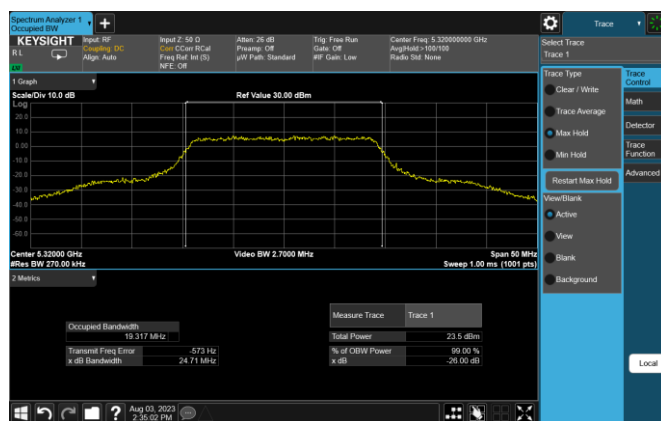 Spectrum Analyzer 1
Occupied BW
KEYSIGHT
R L
Input: RF
Coupling: DC
Align: Auto
Input Z: 50 Ω
Corr CCorr RCal
Freq Ref: Int (S)
NFE: Off
Atten: 26 dB
Preamp: Off
µW Path: Standard
Trig: Free Run
Gate: Off
#IF Gain: Low
Center Freq: 5.320000000 GHz
Avg|Hold:>100/100
Radio Std: None
1 Graph
Scale/Div 10.0 dB
Ref Value 30.00 dBm
Log
20.0
10.0
0.00
-10.0
-20.0
-30.0
-40.0
-50.0
-60.0
Center 5.32000 GHz
Video BW 2.7000 MHz
Span 50 MHz
#Res BW 270.00 kHz
Sweep 1.00 ms (1001 pts)
2 Metrics
Occupied Bandwidth
19.317 MHz
Transmit Freq Error -573 Hz
x dB Bandwidth 24.71 MHz
Measure Trace Trace 1
Total Power 23.5 dBm
% of OBW Power 99.00 %
x dB -26.00 dB
Aug 03, 2023
2:35:02 PM
Trace
Select Trace
Trace 1
Trace Type
Clear / Write
Trace Average
Max Hold
Min Hold
Restart Max Hold
View/Blank
Active
View
Blank
Background
Trace
Control
Math
Detector
Trace
Function
Advanced
Local